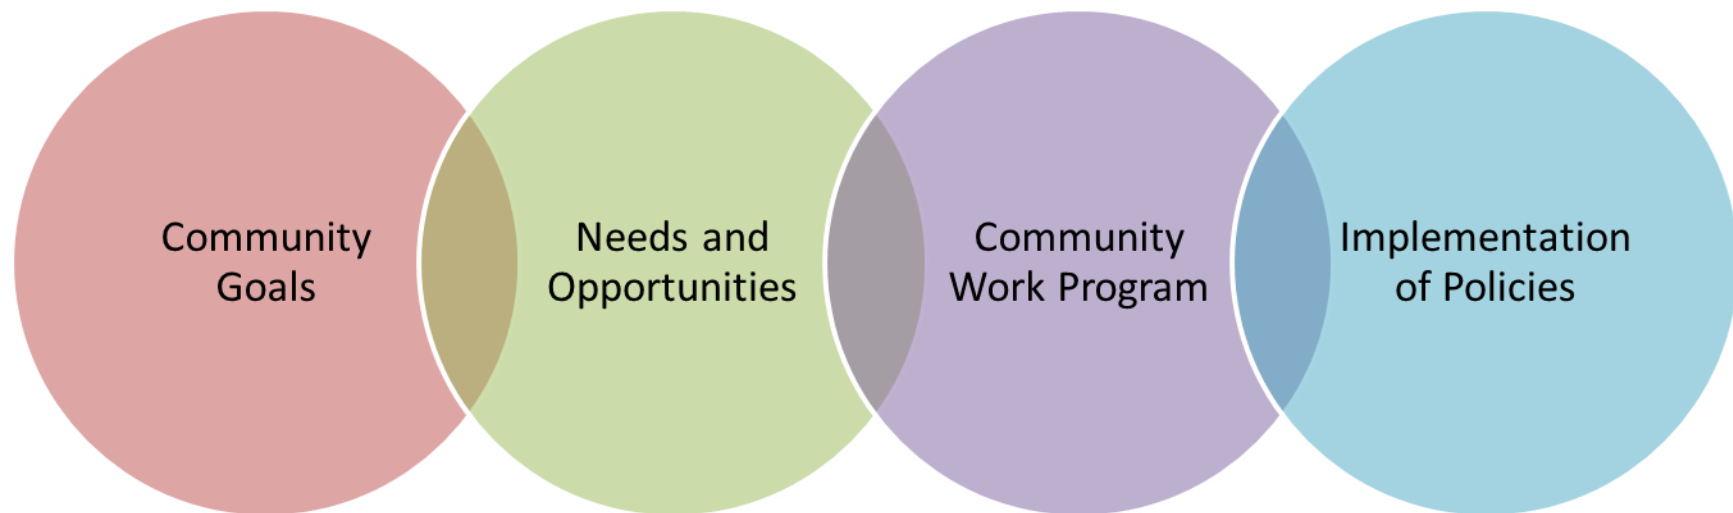 Community
Goals
Needs and
Opportunities
Community
Work Program
Implementation
of Policies